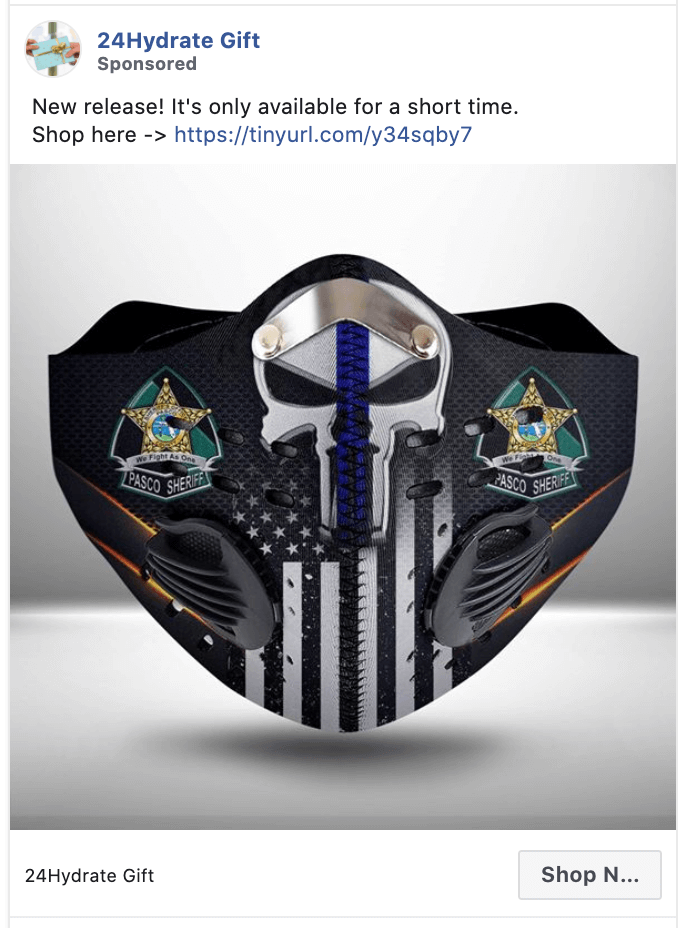 24Hydrate Gift
Sponsored
New release! It's only available for a short time.
Shop here -> https://tinyurl.com/y34sqby7
We Fight As One
PASCO SHERIFF
We Fight As One
PASCO SHERIFF
24Hydrate Gift
Shop N...